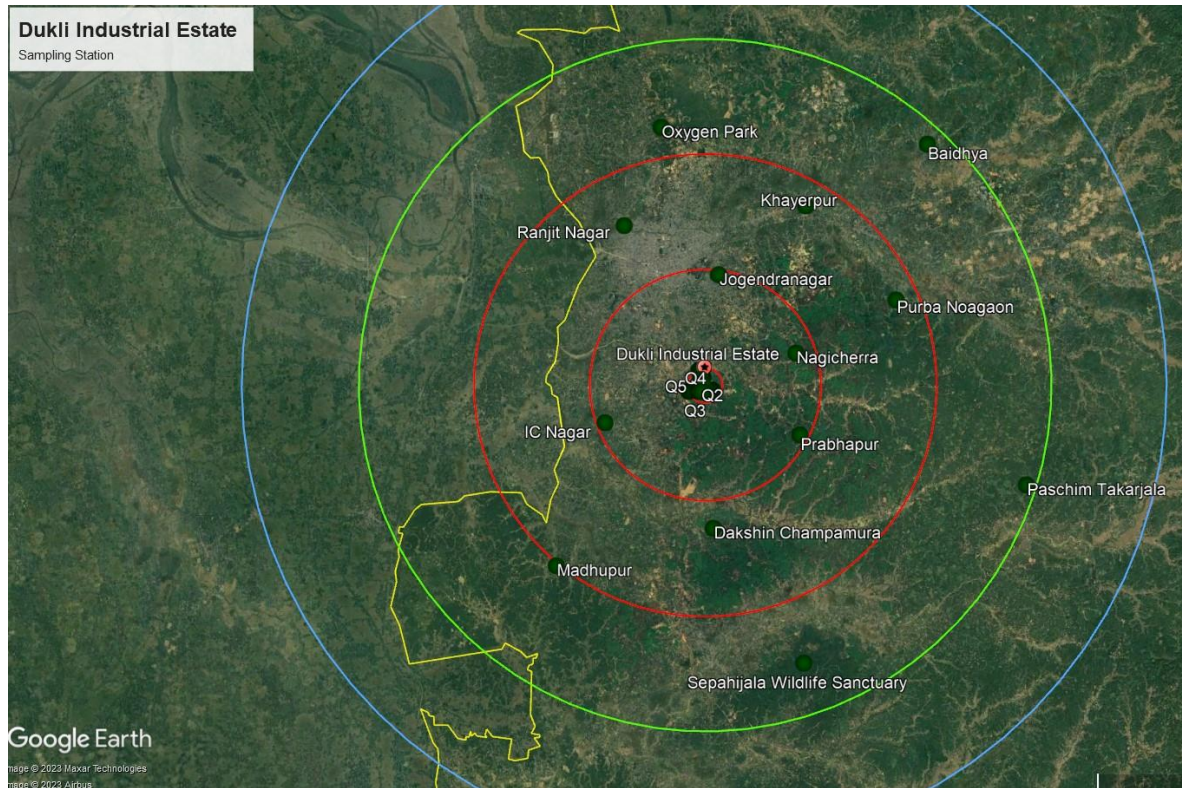 Dukli Industrial Estate
Sampling Station
Oxygen Park
Baidhya
Khayerpur
Ranjit Nagar
Jogendranagar
Purba Noagaon
Dukli Industrial Estate
Nagicherra
Q4
Q5
Q2
Q3
IC Nagar
Prabhapur
Paschim Takarjala
Dakshin Champamura
Madhupur
Sepahijala Wildlife Sanctuary
Google Earth
mage © 2023 Maxar Technologies
mage © 2023 Airbus